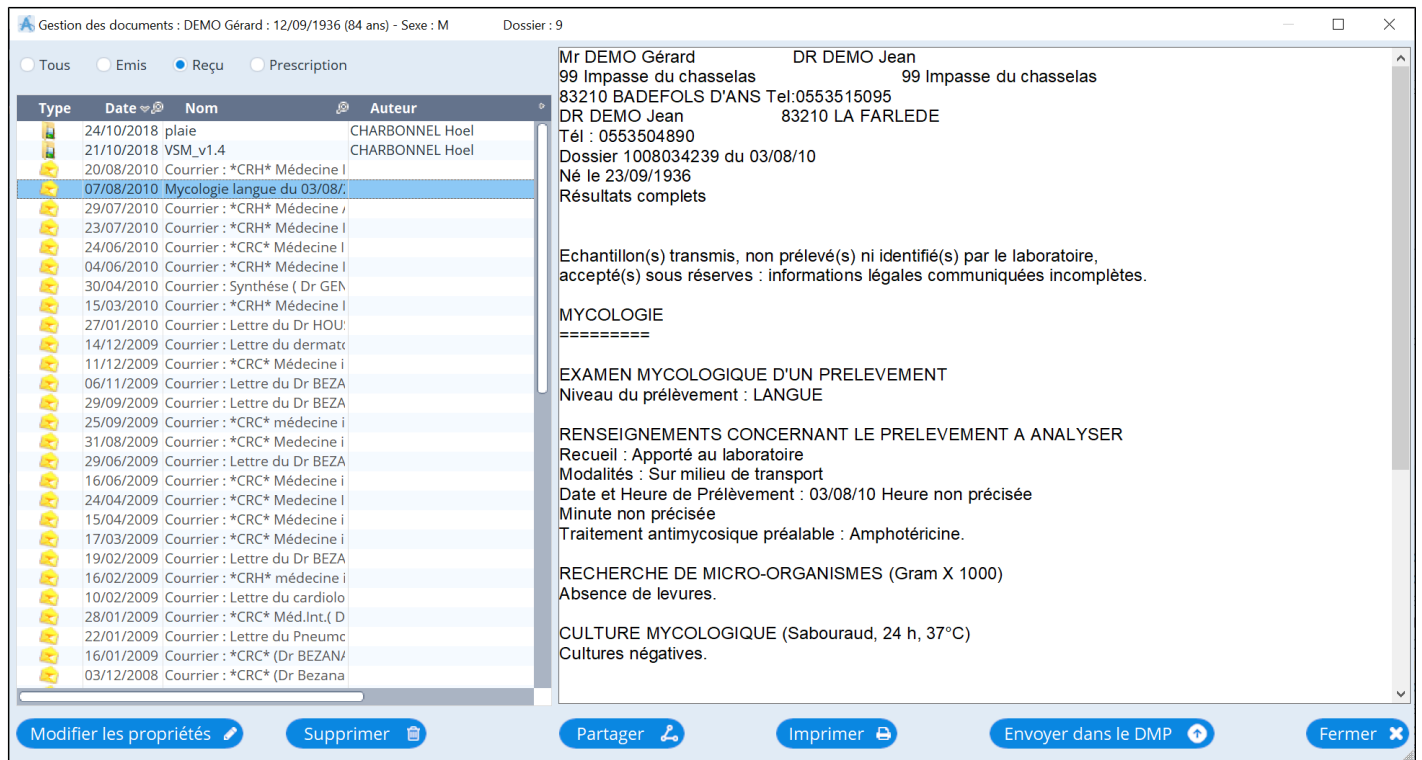 Gestion des documents : DEMO Gérard : 12/09/1936 (84 ans) - Sexe : M Dossier : 9
Tous Emis Reçu Prescription
Type Date Nom Auteur
24/10/2018 plaie CHARBONNEL Hoel
21/10/2018 VSM_v1.4 CHARBONNEL Hoel
20/08/2010 Courrier : *CRH* Médecine I
07/08/2010 Mycologie langue du 03/08/
29/07/2010 Courrier : *CRH* Médecine
23/07/2010 Courrier : *CRH* Médecine I
24/06/2010 Courrier : *CRC* Médecine I
04/06/2010 Courrier : *CRH* Médecine I
30/04/2010 Courrier : Synthése ( Dr GEN
15/03/2010 Courrier : *CRH* Médecine I
27/01/2010 Courrier : Lettre du Dr HOU
14/12/2009 Courrier : Lettre du dermato
11/12/2009 Courrier : *CRC* Médecine i
06/11/2009 Courrier : Lettre du Dr BEZA
29/09/2009 Courrier : Lettre du Dr BEZA
25/09/2009 Courrier : *CRC* médecine i
31/08/2009 Courrier : *CRC* Medecine i
29/06/2009 Courrier : Lettre du Dr BEZA
16/06/2009 Courrier : *CRC* Médecine i
24/04/2009 Courrier : *CRC* Médecine I
15/04/2009 Courrier : *CRC* Médecine i
17/03/2009 Courrier : *CRC* Médecine i
19/02/2009 Courrier : Lettre du Dr BEZA
16/02/2009 Courrier : *CRH* médecine i
10/02/2009 Courrier : Lettre du cardiolo
28/01/2009 Courrier : *CRC* Méd.Int.( D
22/01/2009 Courrier : Lettre du Pneumo
16/01/2009 Courrier : *CRC* (Dr BEZANA
03/12/2008 Courrier : *CRC* (Dr Bezana
Mr DEMO Gérard DR DEMO Jean
99 Impasse du chasselas 99 Impasse du chasselas
83210 BADEFOLS D'ANS Tel:0553515095
DR DEMO Jean 83210 LA FARLEDE
Tél : 0553504890
Dossier 1008034239 du 03/08/10
Né le 23/09/1936
Résultats complets
Echantillon(s) transmis, non prélevé(s) ni identifié(s) par le laboratoire,
accepté(s) sous réserves : informations légales communiquées incomplètes.
MYCOLOGIE
=========
EXAMEN MYCOLOGIQUE D'UN PRELEVEMENT
Niveau du prélèvement : LANGUE
RENSEIGNEMENTS CONCERNANT LE PRELEVEMENT A ANALYSER
Recueil : Apporté au laboratoire
Modalités : Sur milieu de transport
Date et Heure de Prélèvement : 03/08/10 Heure non précisée
Minute non précisée
Traitement antimycosique préalable : Amphotéricine.
RECHERCHE DE MICRO-ORGANISMES (Gram X 1000)
Absence de levures.
CULTURE MYCOLOGIQUE (Sabouraud, 24 h, 37°C)
Cultures négatives.
Modifier les propriétés Supprimer Partager Imprimer Envoyer dans le DMP Fermer